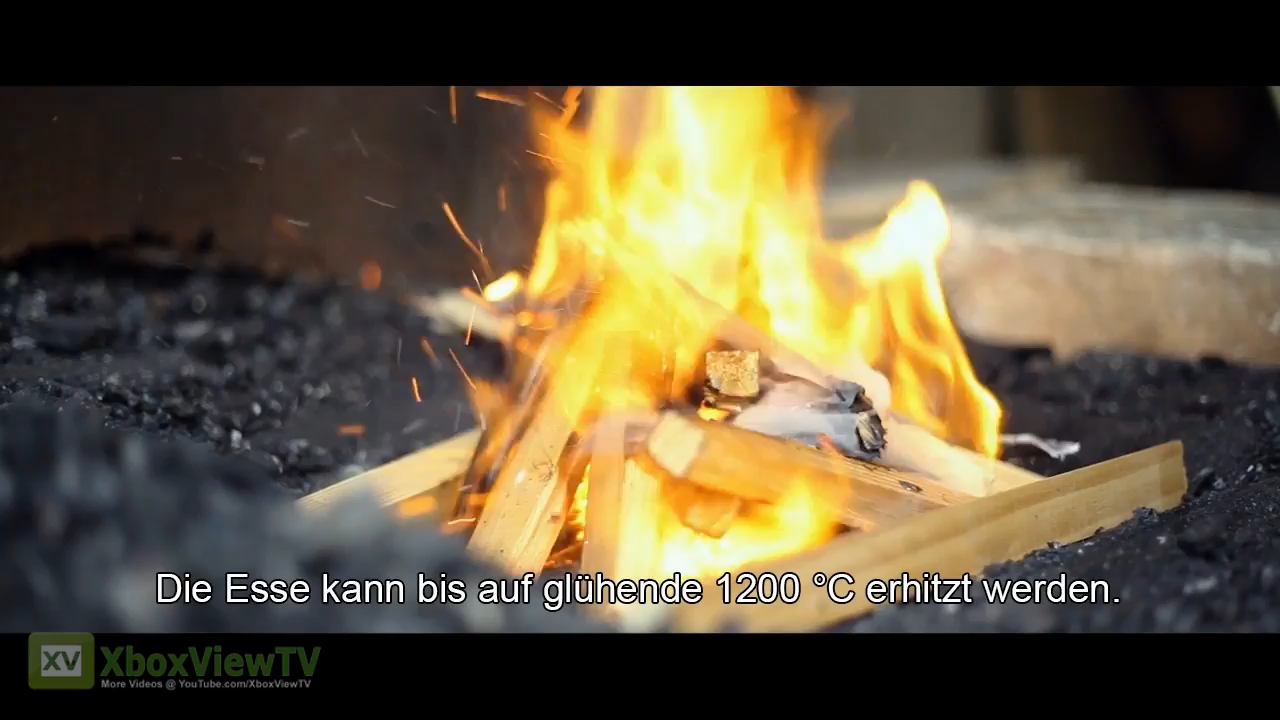 Die Esse kann bis auf glühende 1200 °C erhitzt werden.
XV XboxViewTV
More Videos @ YouTube.com/XboxViewTV